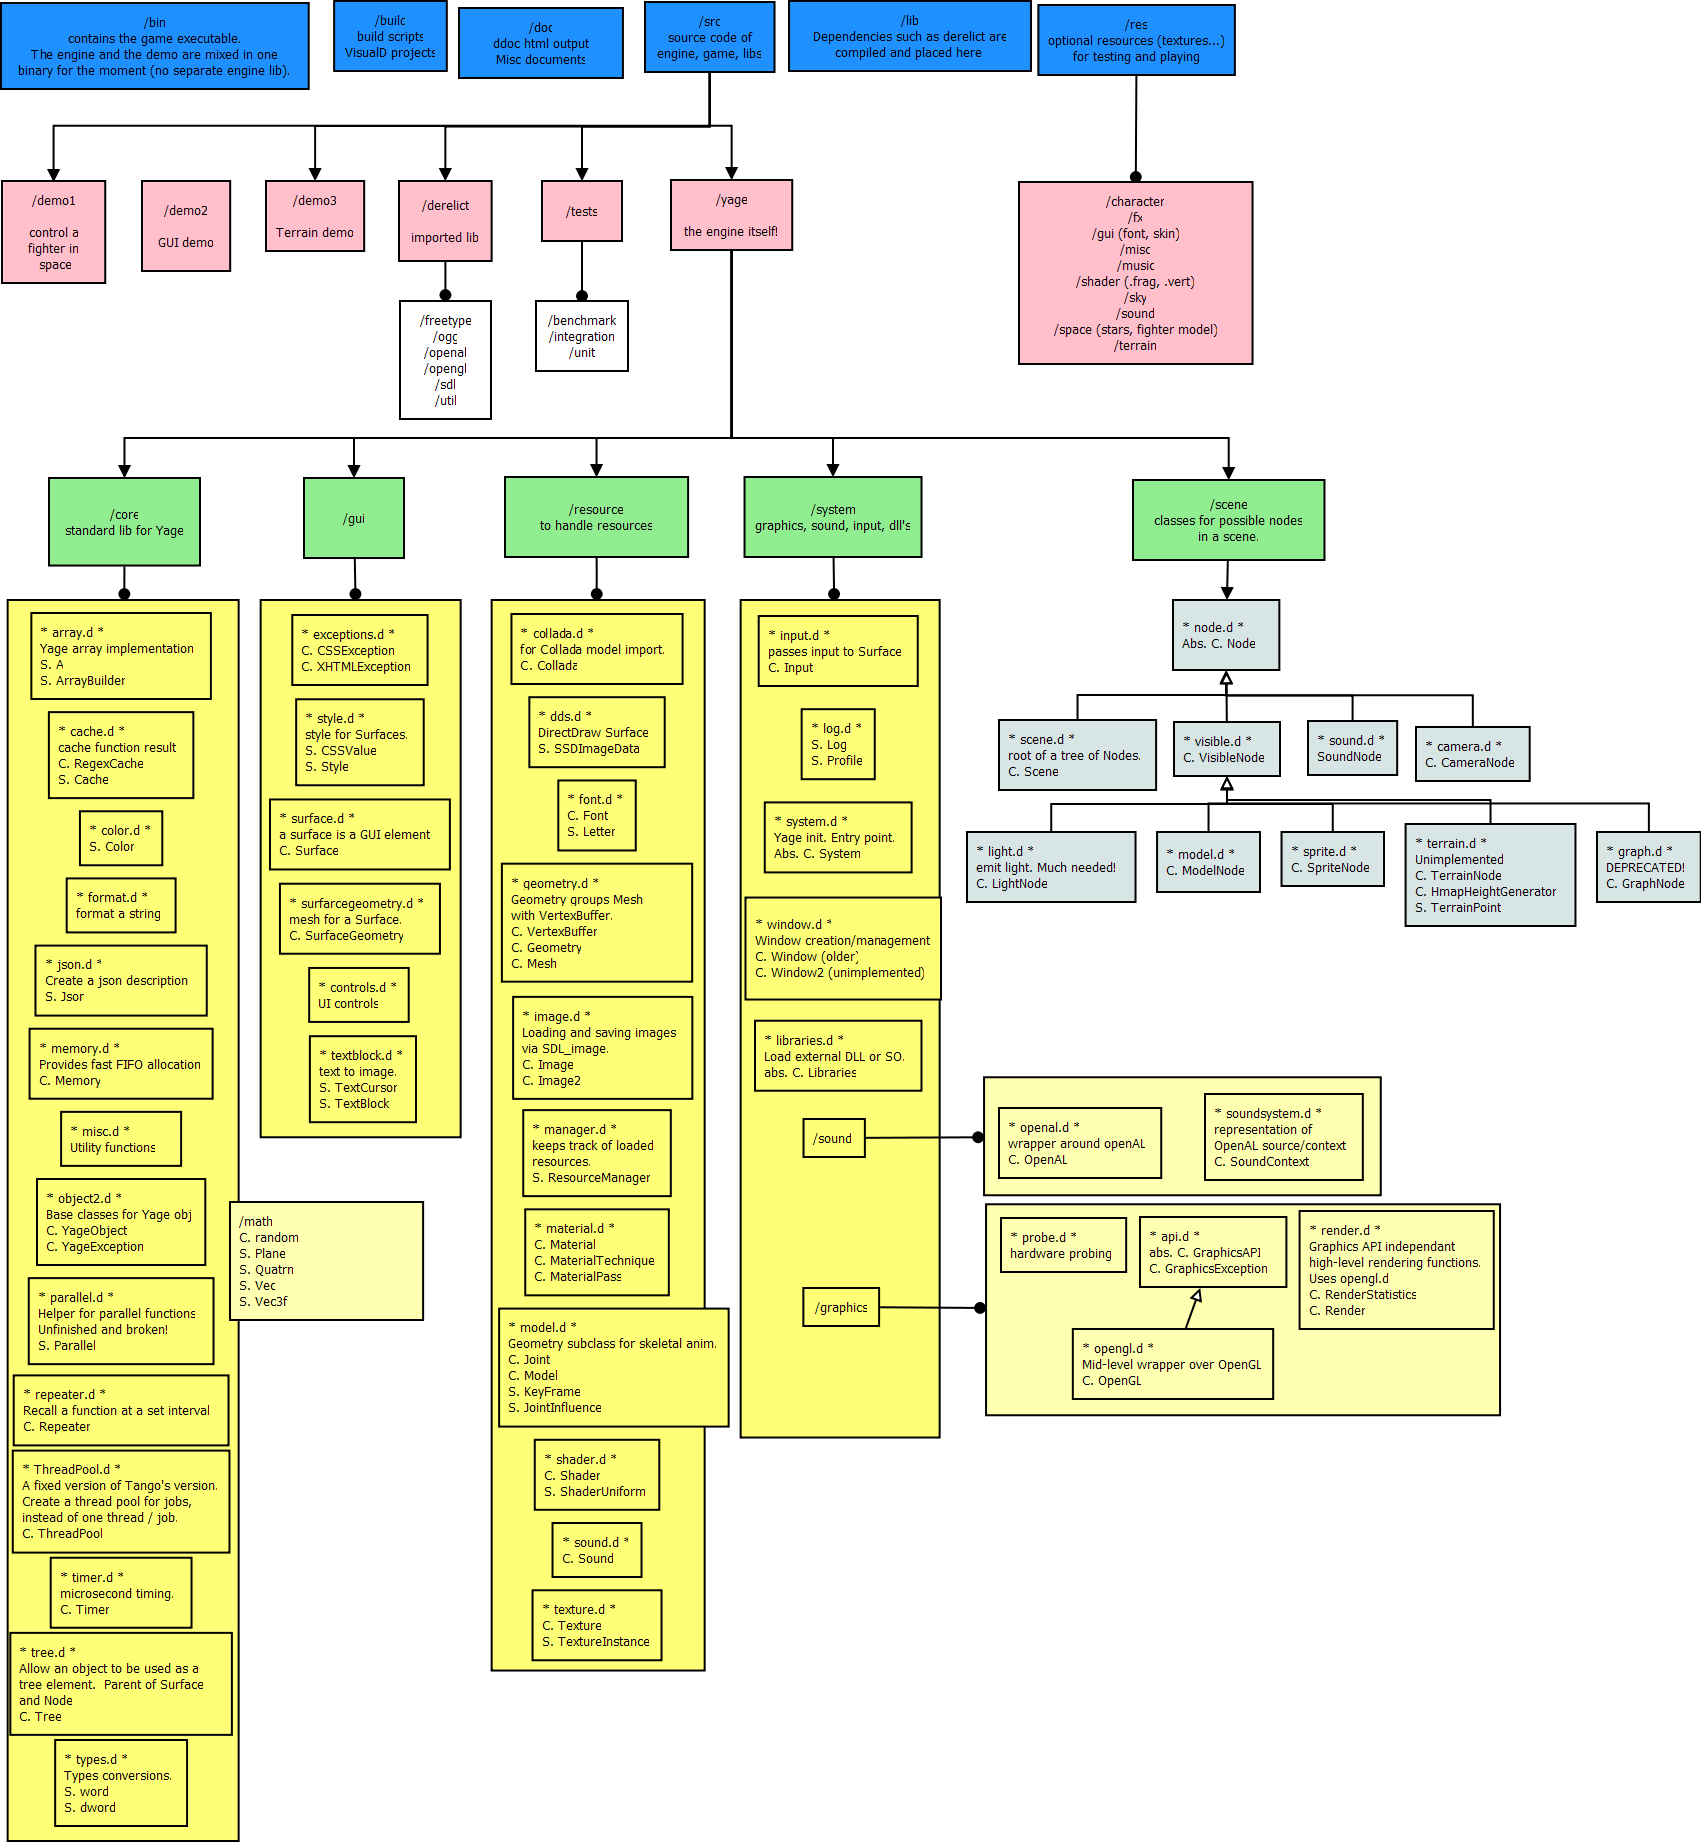 /bin
contains the game executable.
The engine and the demo are mixed in one
binary for the moment (no separate engine lib).
/build
build scripts
VisualD projects
/doc
ddoc html output
Misc documents
/src
source code of
engine, game, libs
/lib
Dependencies such as derelict are
compiled and placed here
/res
optional resources (textures...)
for testing and playing
/demo1
control a
fighter in
space
/demo2
GUI demo
/demo3
Terrain demo
/derelict
imported lib
/tests
/yage
the engine itself!
/character
/fx
/gui (font, skin)
/misc
/music
/shader (.frag, .vert)
/sky
/sound
/space (stars, fighter model)
/terrain
/freetype
/ogg
/openal
/opengl
/sdl
/util
/benchmark
/integration
/unit
/core
standard lib for Yage
/gui
/resource
to handle resources
/system
graphics, sound, input, dll's
/scene
classes for possible nodes
in a scene.
* array.d *
Yage array implementation
S. A
S. ArrayBuilder
* cache.d *
cache function result
C. RegexCache
S. Cache
* color.d *
S. Color
* format.d *
format a string
* json.d *
Create a json description
S. Json
* memory.d *
Provides fast FIFO allocation
C. Memory
* misc.d *
Utility functions
* object2.d *
Base classes for Yage obj
C. YageObject
C. YageException
/math
C. random
S. Plane
S. Quatrn
S. Vec
S. Vec3f
* parallel.d *
Helper for parallel functions
Unfinished and broken!
S. Parallel
* repeater.d *
Recall a function at a set interval
C. Repeater
* ThreadPool.d *
A fixed version of Tango's version.
Create a thread pool for jobs,
instead of one thread / job.
C. ThreadPool
* timer.d *
microsecond timing.
C. Timer
* tree.d *
Allow an object to be used as a
tree element.  Parent of Surface
and Node
C. Tree
* types.d *
Types conversions.
S. word
S. dword
* exceptions.d *
C. CSSException
C. XHTMLException
* style.d *
style for Surfaces.
S. CSSValue
S. Style
* surface.d *
a surface is a GUI element
C. Surface
* surfarcegeometry.d *
mesh for a Surface.
C. SurfaceGeometry
* controls.d *
UI controls
* textblock.d *
text to image.
S. TextCursor
S. TextBlock
* collada.d *
for Collada model import.
C. Collada
* dds.d *
DirectDraw Surface
S. SSDImageData
* font.d *
C. Font
S. Letter
* geometry.d *
Geometry groups Mesh
with VertexBuffer.
C. VertexBuffer
C. Geometry
C. Mesh
* image.d *
Loading and saving images
via SDL_image.
C. Image
C. Image2
* manager.d *
keeps track of loaded
resources.
S. ResourceManager
* material.d *
C. Material
C. MaterialTechnique
C. MaterialPass
* model.d *
Geometry subclass for skeletal anim.
C. Joint
C. Model
S. KeyFrame
S. JointInfluence
* shader.d *
C. Shader
S. ShaderUniform
* sound.d *
C. Sound
* texture.d *
C. Texture
S. TextureInstance
* input.d *
passes input to Surface
C. Input
* log.d *
S. Log
S. Profile
* system.d *
Yage init. Entry point.
Abs. C. System
* window.d *
Window creation/management
C. Window (older)
C. Window2 (unimplemented)
* libraries.d *
Load external DLL or SO.
abs. C. Libraries
/sound
/graphics
* openal.d *
wrapper around openAL
C. OpenAL
* soundsystem.d *
representation of
OpenAL source/context
C. SoundContext
* probe.d *
hardware probing
* api.d *
abs. C. GraphicsAPI
C. GraphicsException
* render.d *
Graphics API independant
high-level rendering functions.
Uses opengl.d
C. RenderStatistics
C. Render
* opengl.d *
Mid-level wrapper over OpenGL
C. OpenGL
* node.d *
Abs. C. Node
* scene.d *
root of a tree of Nodes.
C. Scene
* visible.d *
C. VisibleNode
* sound.d *
SoundNode
* camera.d *
C. CameraNode
* light.d *
emit light. Much needed!
C. LightNode
* model.d *
C. ModelNode
* sprite.d *
C. SpriteNode
* terrain.d *
Unimplemented
C. TerrainNode
C. HmapHeightGenerator
S. TerrainPoint
* graph.d *
DEPRECATED!
C. GraphNode